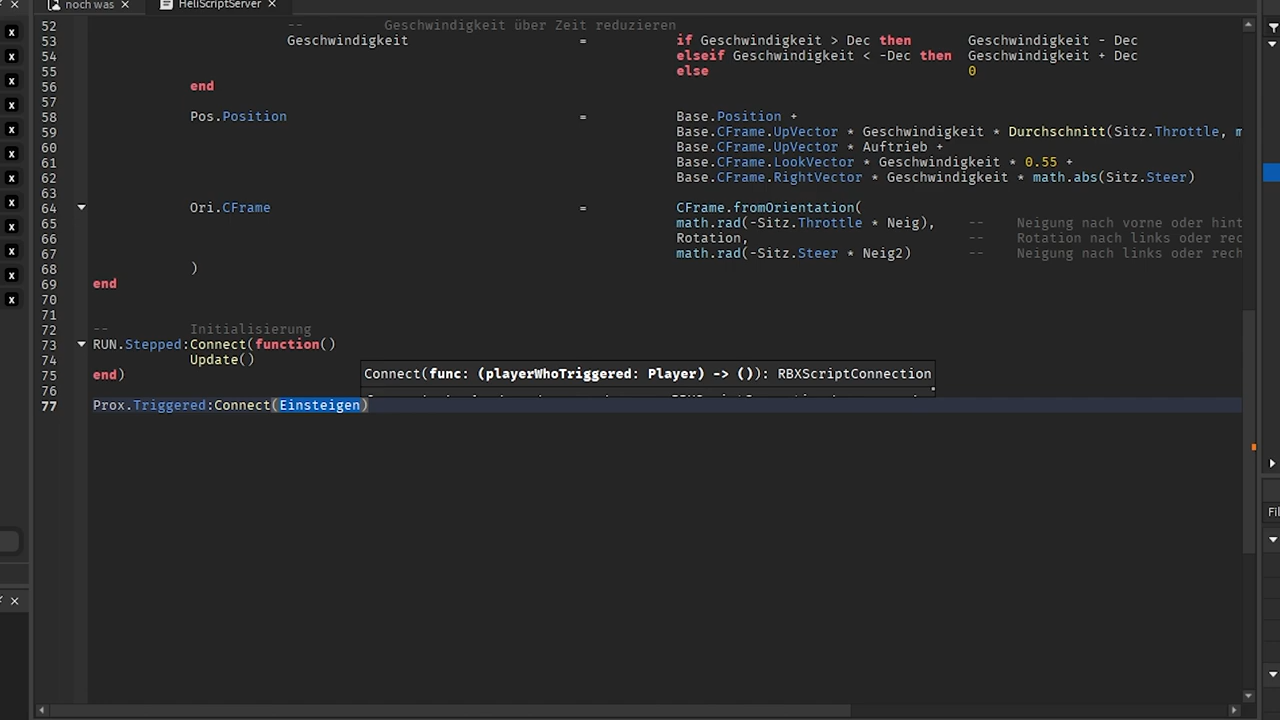 noch was
HeliScriptServer
52 -- Geschwindigkeit über Zeit reduzieren
53 Geschwindigkeit = if Geschwindigkeit > Dec then Geschwindigkeit - Dec
54 elseif Geschwindigkeit < -Dec then Geschwindigkeit + Dec
55 else 0
56 end
57
58 Pos.Position = Base.Position +
59 Base.CFrame.UpVector * Geschwindigkeit * Durchschnitt(Sitz.Throttle, m
60 Base.CFrame.UpVector * Auftrieb +
61 Base.CFrame.LookVector * Geschwindigkeit * 0.55 +
62 Base.CFrame.RightVector * Geschwindigkeit * math.abs(Sitz.Steer)
63
64 Ori.CFrame = CFrame.fromOrientation(
65 math.rad(-Sitz.Throttle * Neig), -- Neigung nach vorne oder hint
66 Rotation, -- Rotation nach links oder rec
67 math.rad(-Sitz.Steer * Neig2) -- Neigung nach links oder rech
68 )
69 end
70
71
72 -- Initialisierung
73 RUN.Stepped:Connect(function()
74 Update()
75 end)
76
Connect(func: (playerWhoTriggered: Player) -> ()): RBXScriptConnection
77 Prox.Triggered:Connect(Einsteigen)
Fil